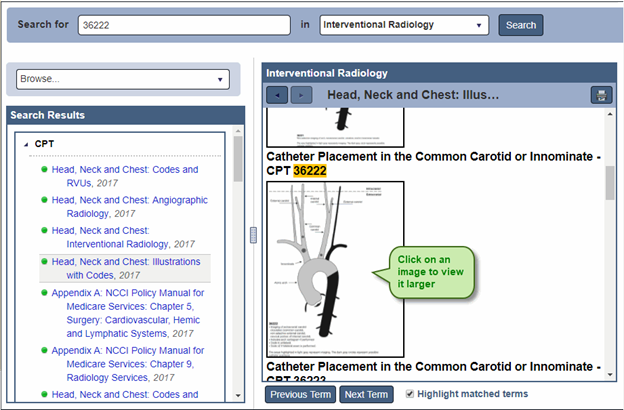 Search for 36222 in Interventional Radiology Search
Browse...
Search Results
CPT
Head, Neck and Chest: Codes and
RVUs, 2017
Head, Neck and Chest: Angiographic
Radiology, 2017
Head, Neck and Chest:
Interventional Radiology, 2017
Head, Neck and Chest: Illustrations
with Codes, 2017
Appendix A: NCCI Policy Manual for
Medicare Services: Chapter 5,
Surgery: Cardiovascular, Hemic
and Lymphatic Systems, 2017
Appendix A: NCCI Policy Manual for
Medicare Services: Chapter 9,
Radiology Services, 2017
Head, Neck and Chest: Codes and
Interventional Radiology
Head, Neck and Chest: Illus...
Catheter Placement in the Common Carotid or Innominate -
CPT 36222
Click on an
image to view
it larger
Catheter Placement in the Common Carotid or Innominate -
CPT 36222
Previous Term Next Term Highlight matched terms